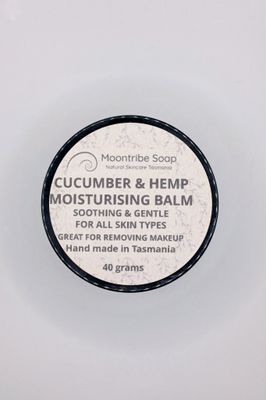 Moontribe Soap
Natural Skincare Tasmania
CUCUMBER & HEMP
MOISTURISING BALM
SOOTHING & GENTLE
FOR ALL SKIN TYPES
GREAT FOR REMOVING MAKEUP
Hand made in Tasmania
40 grams